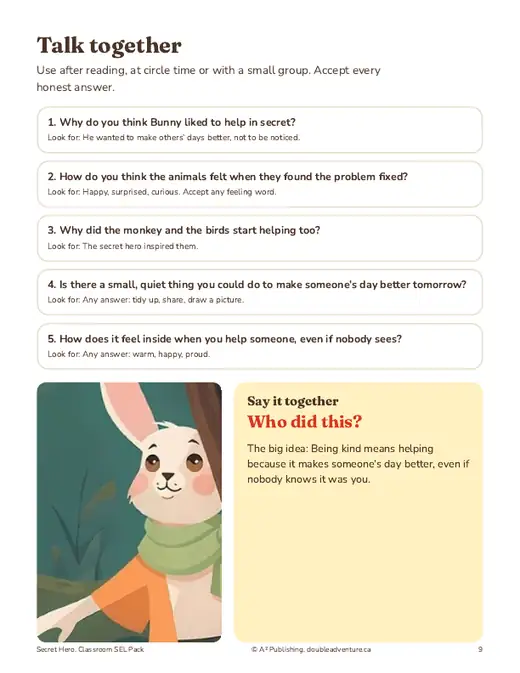 Talk together
Use after reading, at circle time or with a small group. Accept every
honest answer.
1. Why do you think Bunny liked to help in secret?
Look for: He wanted to make others' days better, not to be noticed.
2. How do you think the animals felt when they found the problem fixed?
Look for: Happy, surprised, curious. Accept any feeling word.
3. Why did the monkey and the birds start helping too?
Look for: The secret hero inspired them.
4. Is there a small, quiet thing you could do to make someone's day better tomorrow?
Look for: Any answer: tidy up, share, draw a picture.
5. How does it feel inside when you help someone, even if nobody sees?
Look for: Any answer: warm, happy, proud.
Say it together
Who did this?
The big idea: Being kind means helping
because it makes someone's day better, even if
nobody knows it was you.
Secret Hero, Classroom SEL Pack
© A² Publishing, doubleadventure.ca
9